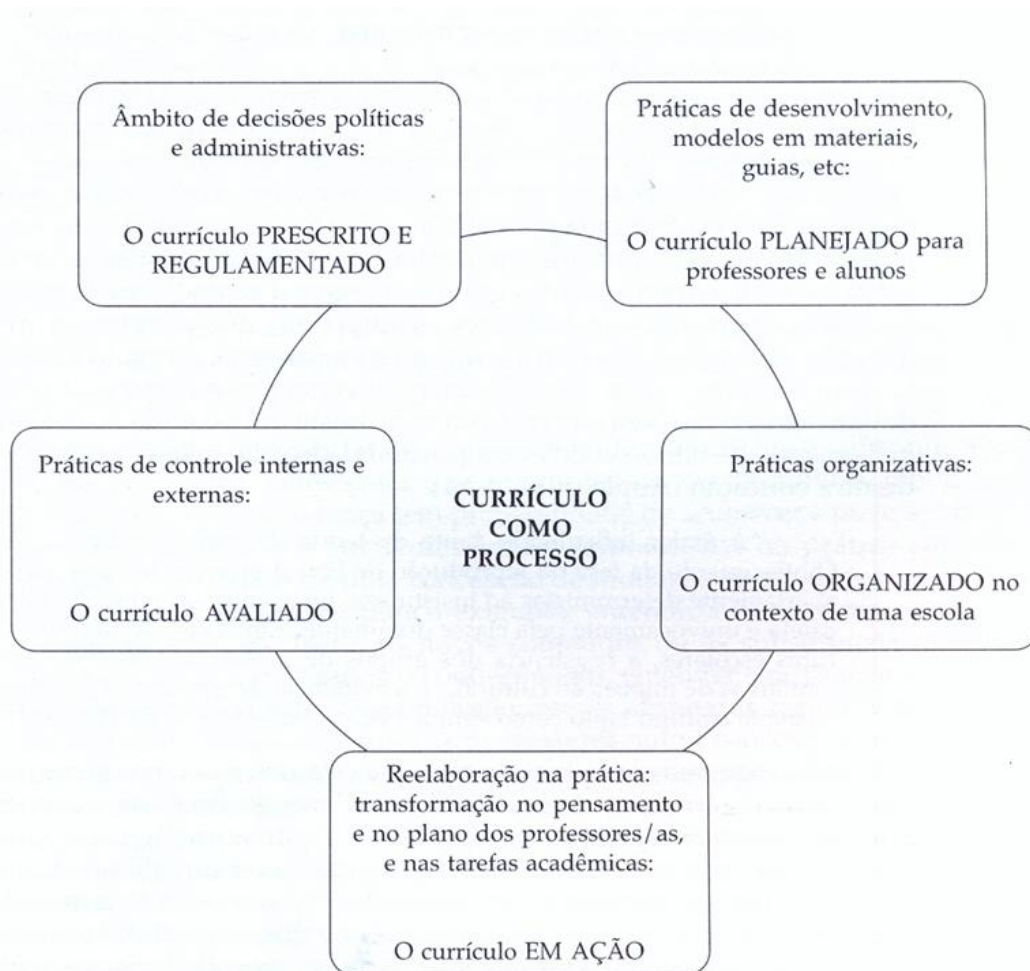 Âmbito de decisões políticas
e administrativas:
O currículo PRESCRITO E
REGULAMENTADO
Práticas de desenvolvimento,
modelos em materiais,
guias, etc:
O currículo PLANEJADO para
professores e alunos
Práticas de controle internas e
externas:
O currículo AVALIADO
CURRÍCULO
COMO
PROCESSO
Práticas organizativas:
O currículo ORGANIZADO no
contexto de uma escola
Reelaboração na prática:
transformação no pensamento
e no plano dos professores/as,
e nas tarefas acadêmicas:
O currículo EM AÇÃO